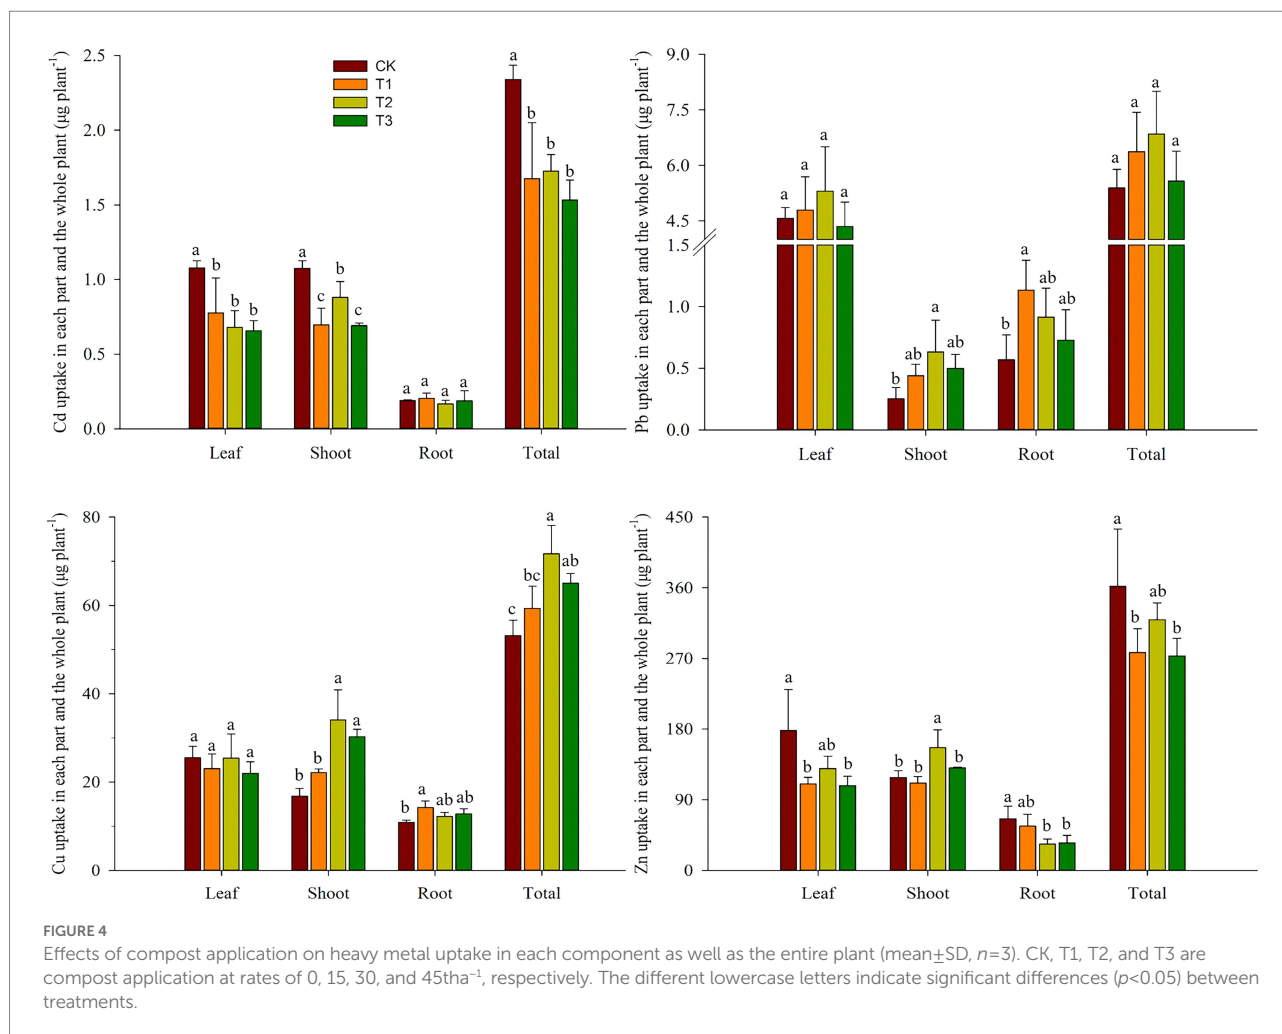 Cd uptake in each part and the whole plant (μg plant⁻¹)
2.5
2.0
1.5
1.0
0.5
0.0
CK
T1
T2
T3
a b b b
a c b c
a a a a
a b b b
Leaf Shoot Root Total
Pb uptake in each part and the whole plant (μg plant⁻¹)
9.0
7.5
6.0
4.5
1.5
1.0
0.5
0.0
a a a a
b ab a ab
b a ab ab
a a a a
Leaf Shoot Root Total
Cu uptake in each part and the whole plant (μg plant⁻¹)
80
60
40
20
0
a a a a
b b a a
b a ab ab
c bc a ab
Leaf Shoot Root Total
Zn uptake in each part and the whole plant (μg plant⁻¹)
450
360
270
180
90
0
a b ab b
b b a b
a ab b b
a b ab b
Leaf Shoot Root Total
FIGURE 4
Effects of compost application on heavy metal uptake in each component as well as the entire plant (mean±SD, n=3). CK, T1, T2, and T3 are
compost application at rates of 0, 15, 30, and 45tha⁻¹, respectively. The different lowercase letters indicate significant differences (p<0.05) between
treatments.